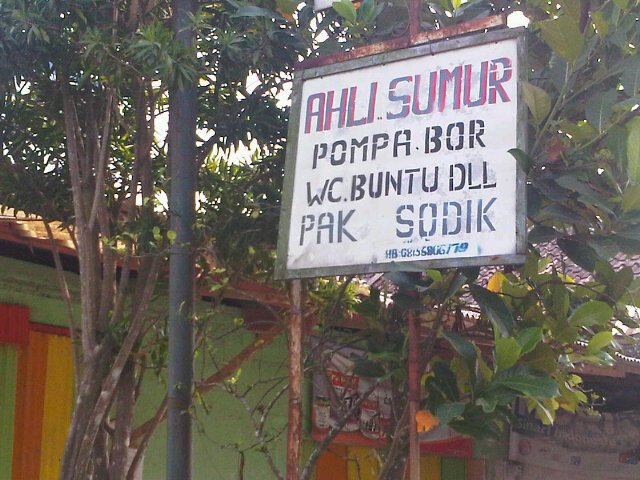 AHLI SUMUR
POMPA. BOR
WC. BUNTU DLL
PAK SODIK